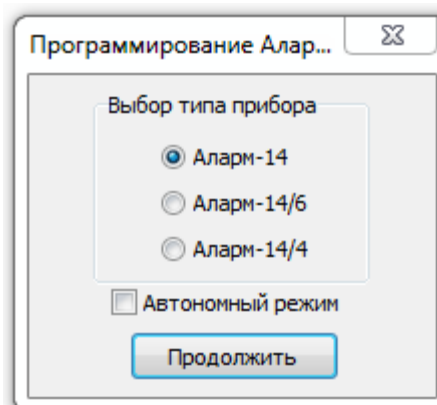 Программирование Алар...
Выбор типа прибора
Аларм-14
Аларм-14/6
Аларм-14/4
Автономный режим
Продолжить